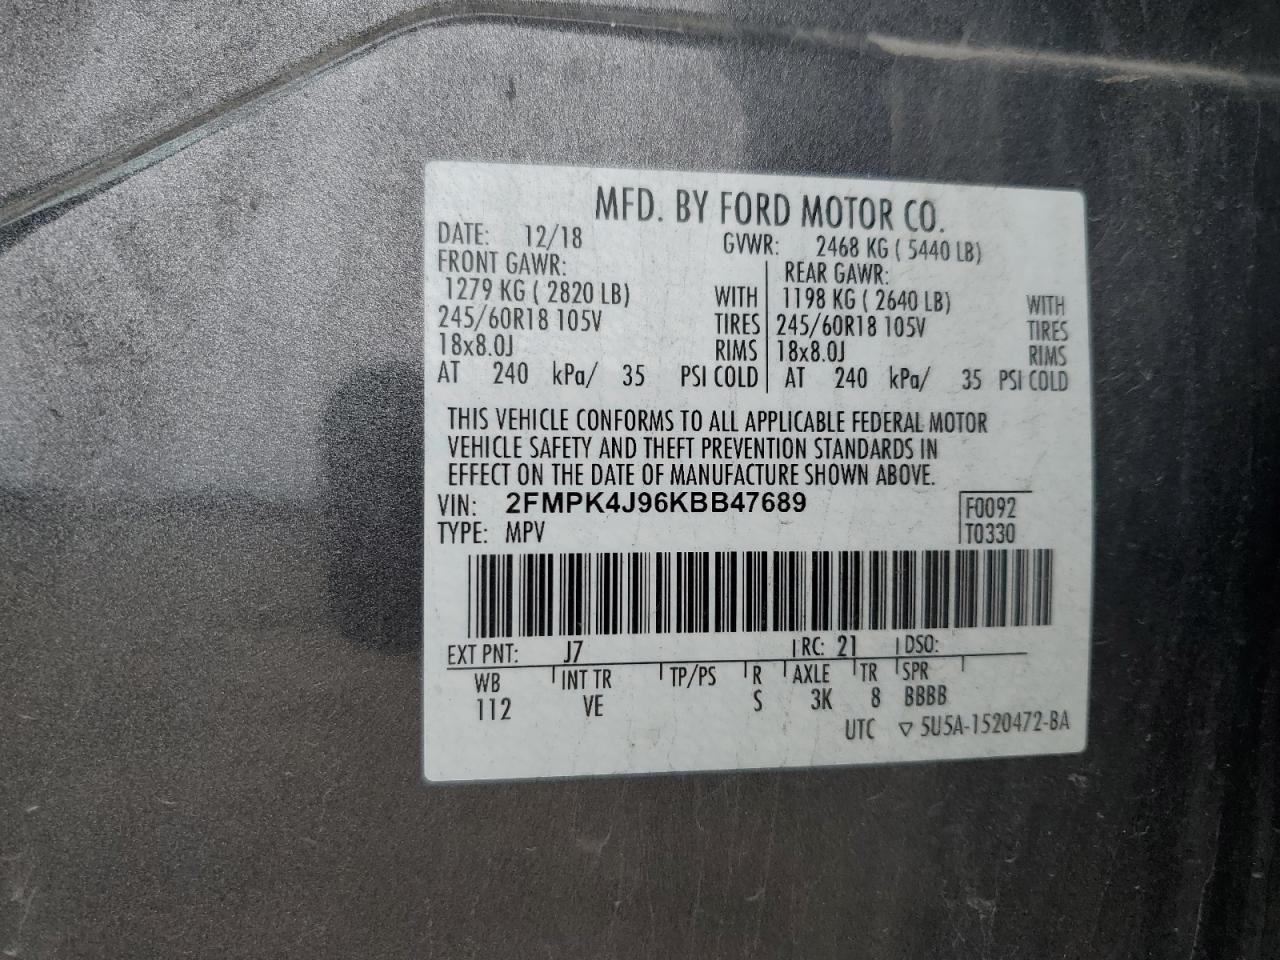 MFD. BY FORD MOTOR CO.
DATE: 12/18 GVWR: 2468 KG ( 5440 LB)
FRONT GAWR: REAR GAWR:
1279 KG ( 2820 LB) WITH 1198 KG ( 2640 LB) WITH
245/60R18 105V TIRES 245/60R18 105V TIRES
18x8.0J RIMS 18x8.0J RIMS
AT 240 kPa/ 35 PSI COLD AT 240 kPa/ 35 PSI COLD
THIS VEHICLE CONFORMS TO ALL APPLICABLE FEDERAL MOTOR
VEHICLE SAFETY AND THEFT PREVENTION STANDARDS IN
EFFECT ON THE DATE OF MANUFACTURE SHOWN ABOVE.
VIN: 2FMPK4J96KBB47689 F0092
TYPE: MPV T0330
EXT PNT: J7 RC: 21 DSO:
WB INT TR TP/PS R AXLE TR SPR
112 VE S 3K 8 BBBB
UTC ▽ 5U5A-1520472-BA